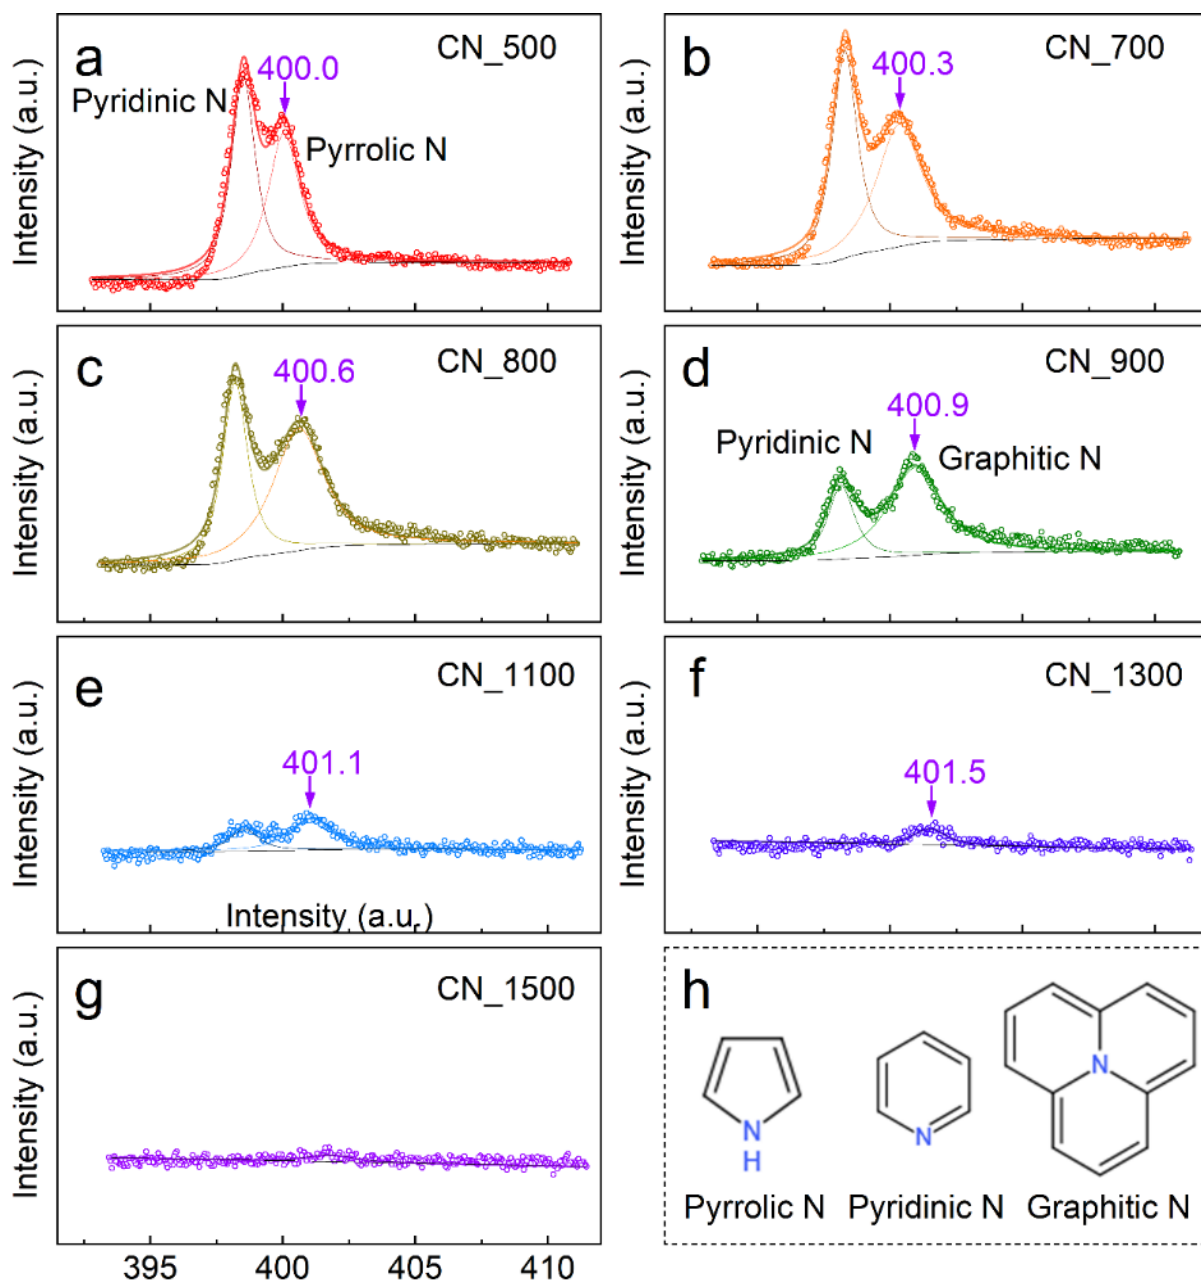 a
CN_500
400.0
Pyridinic N
Pyrrolic N
Intensity (a.u.)
b
CN_700
400.3
Intensity (a.u.)
c
CN_800
400.6
Intensity (a.u.)
d
CN_900
400.9
Pyridinic N
Graphitic N
Intensity (a.u.)
e
CN_1100
401.1
Intensity (a.u.)
Intensity (a.u.)
f
CN_1300
401.5
Intensity (a.u.)
g
CN_1500
Intensity (a.u.)
395 400 405 410
h
N
H
N
N
Pyrrolic N Pyridinic N Graphitic N